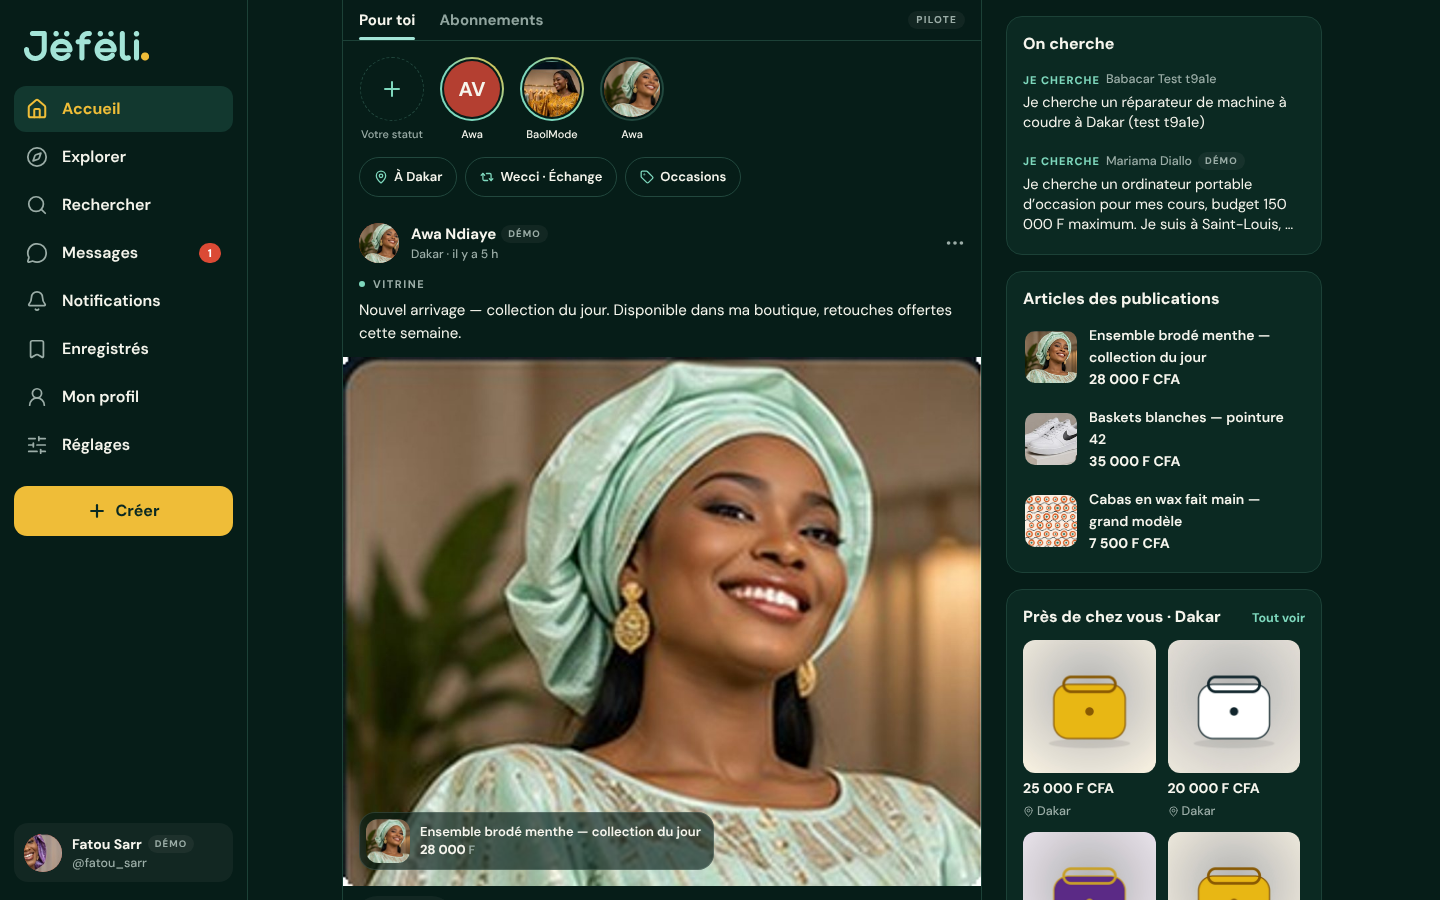 Jëfëli.
Accueil
Explorer
Rechercher
Messages
1
Notifications
Enregistrés
Mon profil
Réglages
+ Créer
Fatou Sarr DÉMO
@fatou_sarr
Pour toi
Abonnements
PILOTE
AV
Votre statut
Awa
BaolMode
Awa
À Dakar
Wecci · Échange
Occasions
Awa Ndiaye DÉMO
Dakar · il y a 5 h
VITRINE
Nouvel arrivage — collection du jour. Disponible dans ma boutique, retouches offertes
cette semaine.
Ensemble brodé menthe — collection du jour
28 000 F
On cherche
JE CHERCHE Babacar Test t9a1e
Je cherche un réparateur de machine à
coudre à Dakar (test t9a1e)
JE CHERCHE Mariama Diallo DÉMO
Je cherche un ordinateur portable
d’occasion pour mes cours, budget 150
000 F maximum. Je suis à Saint-Louis, …
Articles des publications
Ensemble brodé menthe —
collection du jour
28 000 F CFA
Baskets blanches — pointure
42
35 000 F CFA
Cabas en wax fait main —
grand modèle
7 500 F CFA
Près de chez vous · Dakar
Tout voir
25 000 F CFA
Dakar
20 000 F CFA
Dakar